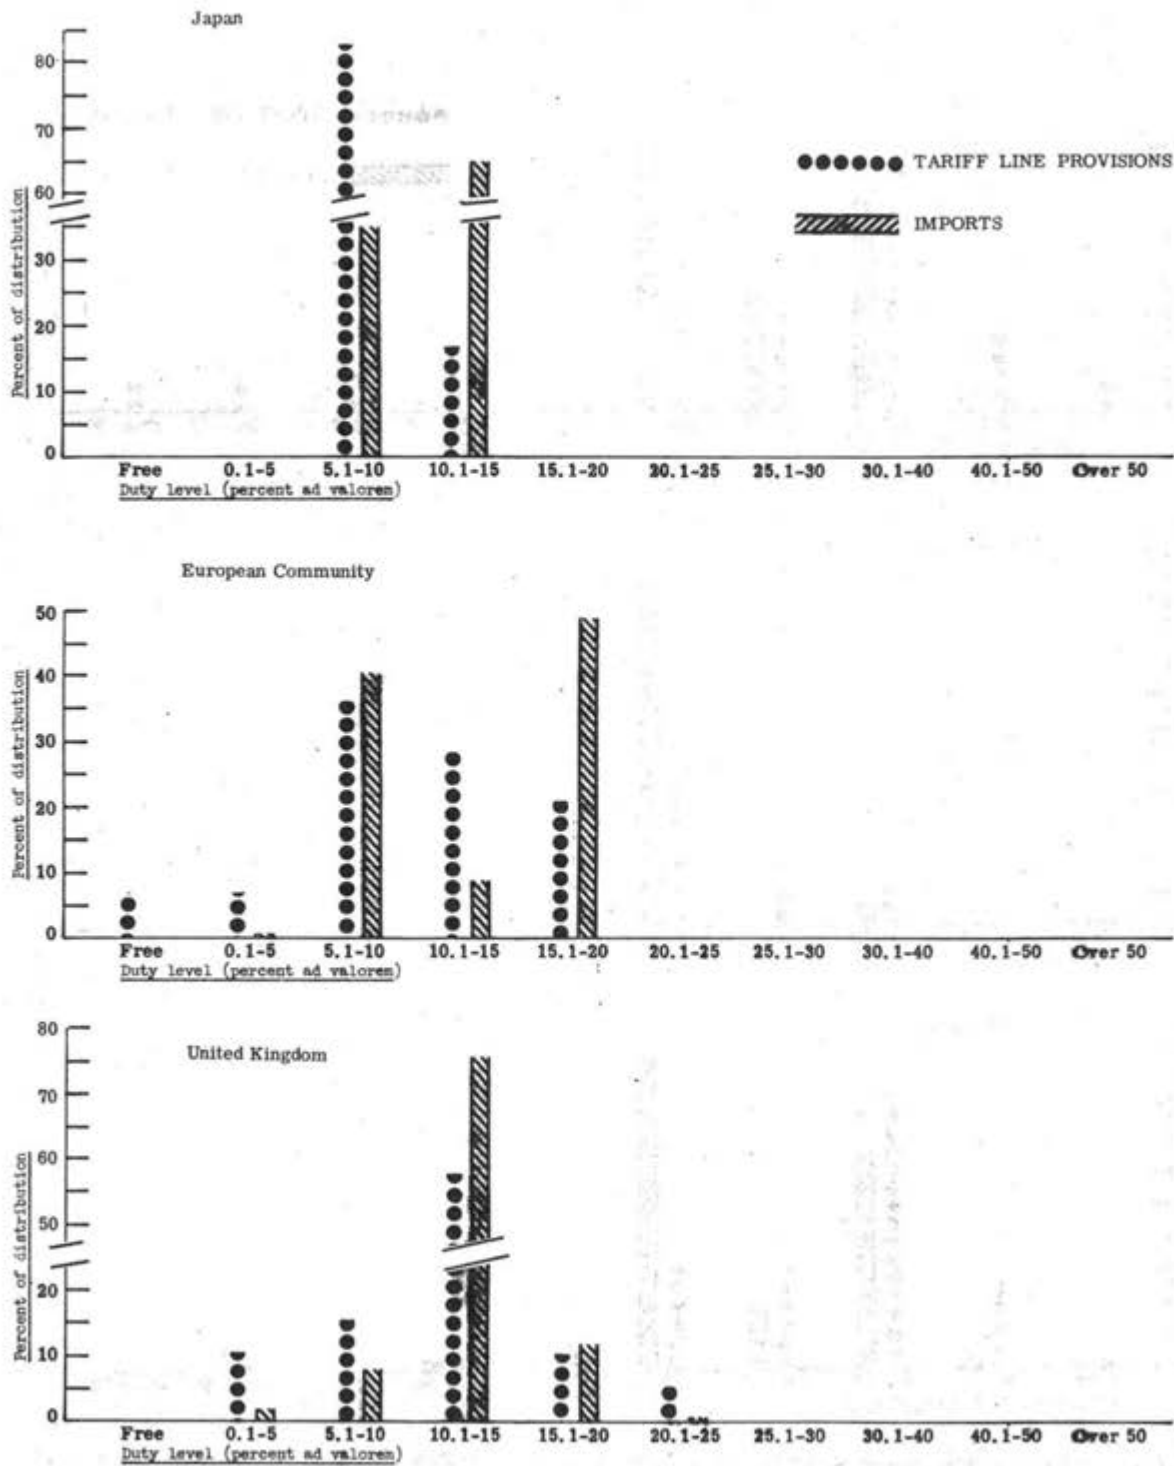 Japan
80
70
60
30
20
10
0
Percent of distribution
TARIFF LINE PROVISIONS
IMPORTS
Free 0.1-5 5.1-10 10.1-15 15.1-20 20.1-25 25.1-30 30.1-40 40.1-50 Over 50
Duty level (percent ad valorem)
European Community
50
40
30
20
10
0
Percent of distribution
Free 0.1-5 5.1-10 10.1-15 15.1-20 20.1-25 25.1-30 30.1-40 40.1-50 Over 50
Duty level (percent ad valorem)
United Kingdom
80
70
60
50
20
10
0
Percent of distribution
Free 0.1-5 5.1-10 10.1-15 15.1-20 20.1-25 25.1-30 30.1-40 40.1-50 Over 50
Duty level (percent ad valorem)